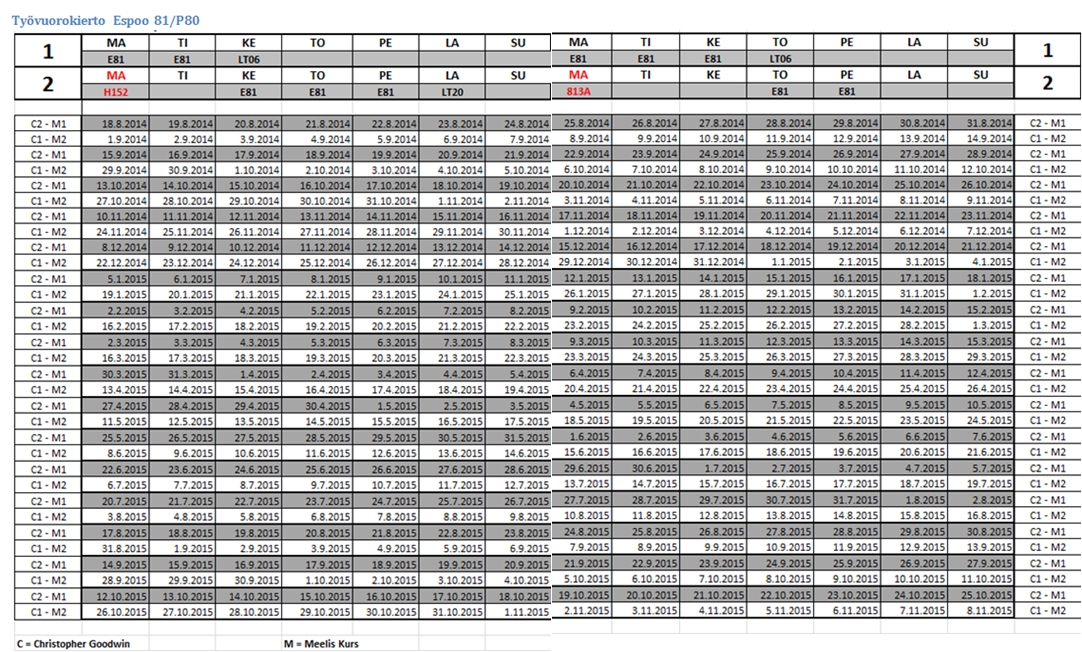 Työvuorokierto Espoo 81/P80
1 MA TI KE TO PE LA SU MA TI KE TO PE LA SU 1
E81 E81 LT06 E81 E81 E81 LT06
2 MA TI KE TO PE LA SU MA TI KE TO PE LA SU 2
H152 E81 E81 E81 LT20 813A E81 E81
C2 - M1 18.8.2014 19.8.2014 20.8.2014 21.8.2014 22.8.2014 23.8.2014 24.8.2014 25.8.2014 26.8.2014 27.8.2014 28.8.2014 29.8.2014 30.8.2014 31.8.2014 C2 - M1
C1 - M2 1.9.2014 2.9.2014 3.9.2014 4.9.2014 5.9.2014 6.9.2014 7.9.2014 8.9.2014 9.9.2014 10.9.2014 11.9.2014 12.9.2014 13.9.2014 14.9.2014 C1 - M2
C2 - M1 15.9.2014 16.9.2014 17.9.2014 18.9.2014 19.9.2014 20.9.2014 21.9.2014 22.9.2014 23.9.2014 24.9.2014 25.9.2014 26.9.2014 27.9.2014 28.9.2014 C2 - M1
C1 - M2 29.9.2014 30.9.2014 1.10.2014 2.10.2014 3.10.2014 4.10.2014 5.10.2014 6.10.2014 7.10.2014 8.10.2014 9.10.2014 10.10.2014 11.10.2014 12.10.2014 C1 - M2
C2 - M1 13.10.2014 14.10.2014 15.10.2014 16.10.2014 17.10.2014 18.10.2014 19.10.2014 20.10.2014 21.10.2014 22.10.2014 23.10.2014 24.10.2014 25.10.2014 26.10.2014 C2 - M1
C1 - M2 27.10.2014 28.10.2014 29.10.2014 30.10.2014 31.10.2014 1.11.2014 2.11.2014 3.11.2014 4.11.2014 5.11.2014 6.11.2014 7.11.2014 8.11.2014 9.11.2014 C1 - M2
C2 - M1 10.11.2014 11.11.2014 12.11.2014 13.11.2014 14.11.2014 15.11.2014 16.11.2014 17.11.2014 18.11.2014 19.11.2014 20.11.2014 21.11.2014 22.11.2014 23.11.2014 C2 - M1
C1 - M2 24.11.2014 25.11.2014 26.11.2014 27.11.2014 28.11.2014 29.11.2014 30.11.2014 1.12.2014 2.12.2014 3.12.2014 4.12.2014 5.12.2014 6.12.2014 7.12.2014 C1 - M2
C2 - M1 8.12.2014 9.12.2014 10.12.2014 11.12.2014 12.12.2014 13.12.2014 14.12.2014 15.12.2014 16.12.2014 17.12.2014 18.12.2014 19.12.2014 20.12.2014 21.12.2014 C2 - M1
C1 - M2 22.12.2014 23.12.2014 24.12.2014 25.12.2014 26.12.2014 27.12.2014 28.12.2014 29.12.2014 30.12.2014 31.12.2014 1.1.2015 2.1.2015 3.1.2015 4.1.2015 C1 - M2
C2 - M1 5.1.2015 6.1.2015 7.1.2015 8.1.2015 9.1.2015 10.1.2015 11.1.2015 12.1.2015 13.1.2015 14.1.2015 15.1.2015 16.1.2015 17.1.2015 18.1.2015 C2 - M1
C1 - M2 19.1.2015 20.1.2015 21.1.2015 22.1.2015 23.1.2015 24.1.2015 25.1.2015 26.1.2015 27.1.2015 28.1.2015 29.1.2015 30.1.2015 31.1.2015 1.2.2015 C1 - M2
C2 - M1 2.2.2015 3.2.2015 4.2.2015 5.2.2015 6.2.2015 7.2.2015 8.2.2015 9.2.2015 10.2.2015 11.2.2015 12.2.2015 13.2.2015 14.2.2015 15.2.2015 C2 - M1
C1 - M2 16.2.2015 17.2.2015 18.2.2015 19.2.2015 20.2.2015 21.2.2015 22.2.2015 23.2.2015 24.2.2015 25.2.2015 26.2.2015 27.2.2015 28.2.2015 1.3.2015 C1 - M2
C2 - M1 2.3.2015 3.3.2015 4.3.2015 5.3.2015 6.3.2015 7.3.2015 8.3.2015 9.3.2015 10.3.2015 11.3.2015 12.3.2015 13.3.2015 14.3.2015 15.3.2015 C2 - M1
C1 - M2 16.3.2015 17.3.2015 18.3.2015 19.3.2015 20.3.2015 21.3.2015 22.3.2015 23.3.2015 24.3.2015 25.3.2015 26.3.2015 27.3.2015 28.3.2015 29.3.2015 C1 - M2
C2 - M1 30.3.2015 31.3.2015 1.4.2015 2.4.2015 3.4.2015 4.4.2015 5.4.2015 6.4.2015 7.4.2015 8.4.2015 9.4.2015 10.4.2015 11.4.2015 12.4.2015 C2 - M1
C1 - M2 13.4.2015 14.4.2015 15.4.2015 16.4.2015 17.4.2015 18.4.2015 19.4.2015 20.4.2015 21.4.2015 22.4.2015 23.4.2015 24.4.2015 25.4.2015 26.4.2015 C1 - M2
C2 - M1 27.4.2015 28.4.2015 29.4.2015 30.4.2015 1.5.2015 2.5.2015 3.5.2015 4.5.2015 5.5.2015 6.5.2015 7.5.2015 8.5.2015 9.5.2015 10.5.2015 C2 - M1
C1 - M2 11.5.2015 12.5.2015 13.5.2015 14.5.2015 15.5.2015 16.5.2015 17.5.2015 18.5.2015 19.5.2015 20.5.2015 21.5.2015 22.5.2015 23.5.2015 24.5.2015 C1 - M2
C2 - M1 25.5.2015 26.5.2015 27.5.2015 28.5.2015 29.5.2015 30.5.2015 31.5.2015 1.6.2015 2.6.2015 3.6.2015 4.6.2015 5.6.2015 6.6.2015 7.6.2015 C2 - M1
C1 - M2 8.6.2015 9.6.2015 10.6.2015 11.6.2015 12.6.2015 13.6.2015 14.6.2015 15.6.2015 16.6.2015 17.6.2015 18.6.2015 19.6.2015 20.6.2015 21.6.2015 C1 - M2
C2 - M1 22.6.2015 23.6.2015 24.6.2015 25.6.2015 26.6.2015 27.6.2015 28.6.2015 29.6.2015 30.6.2015 1.7.2015 2.7.2015 3.7.2015 4.7.2015 5.7.2015 C2 - M1
C1 - M2 6.7.2015 7.7.2015 8.7.2015 9.7.2015 10.7.2015 11.7.2015 12.7.2015 13.7.2015 14.7.2015 15.7.2015 16.7.2015 17.7.2015 18.7.2015 19.7.2015 C1 - M2
C2 - M1 20.7.2015 21.7.2015 22.7.2015 23.7.2015 24.7.2015 25.7.2015 26.7.2015 27.7.2015 28.7.2015 29.7.2015 30.7.2015 31.7.2015 1.8.2015 2.8.2015 C2 - M1
C1 - M2 3.8.2015 4.8.2015 5.8.2015 6.8.2015 7.8.2015 8.8.2015 9.8.2015 10.8.2015 11.8.2015 12.8.2015 13.8.2015 14.8.2015 15.8.2015 16.8.2015 C1 - M2
C2 - M1 17.8.2015 18.8.2015 19.8.2015 20.8.2015 21.8.2015 22.8.2015 23.8.2015 24.8.2015 25.8.2015 26.8.2015 27.8.2015 28.8.2015 29.8.2015 30.8.2015 C2 - M1
C1 - M2 31.8.2015 1.9.2015 2.9.2015 3.9.2015 4.9.2015 5.9.2015 6.9.2015 7.9.2015 8.9.2015 9.9.2015 10.9.2015 11.9.2015 12.9.2015 13.9.2015 C1 - M2
C2 - M1 14.9.2015 15.9.2015 16.9.2015 17.9.2015 18.9.2015 19.9.2015 20.9.2015 21.9.2015 22.9.2015 23.9.2015 24.9.2015 25.9.2015 26.9.2015 27.9.2015 C2 - M1
C1 - M2 28.9.2015 29.9.2015 30.9.2015 1.10.2015 2.10.2015 3.10.2015 4.10.2015 5.10.2015 6.10.2015 7.10.2015 8.10.2015 9.10.2015 10.10.2015 11.10.2015 C1 - M2
C2 - M1 12.10.2015 13.10.2015 14.10.2015 15.10.2015 16.10.2015 17.10.2015 18.10.2015 19.10.2015 20.10.2015 21.10.2015 22.10.2015 23.10.2015 24.10.2015 25.10.2015 C2 - M1
C1 - M2 26.10.2015 27.10.2015 28.10.2015 29.10.2015 30.10.2015 31.10.2015 1.11.2015 2.11.2015 3.11.2015 4.11.2015 5.11.2015 6.11.2015 7.11.2015 8.11.2015 C1 - M2
C = Christopher Goodwin M = Meelis Kurs